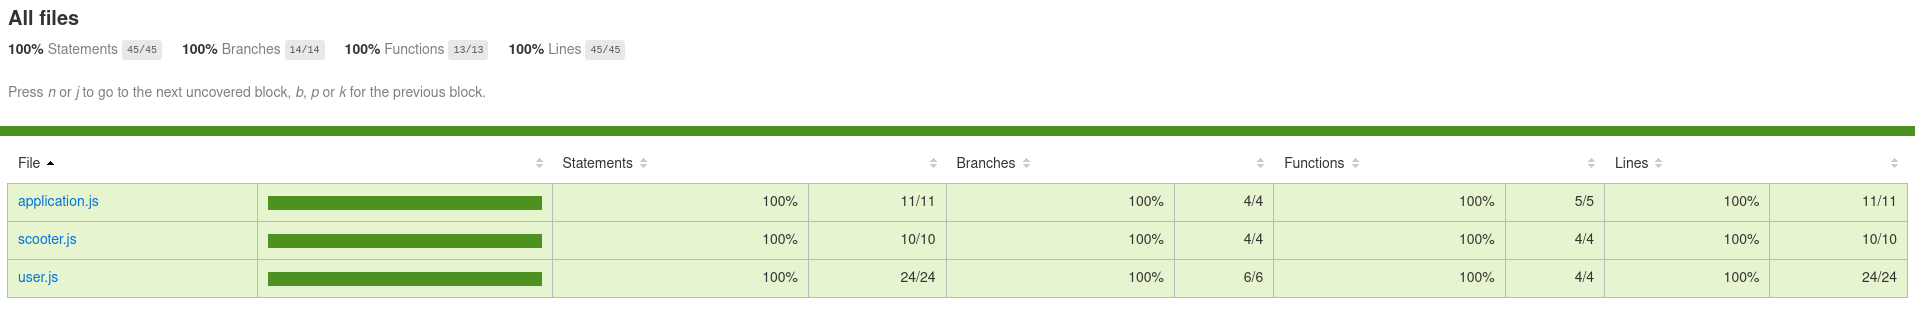 All files
100% Statements 45/45 100% Branches 14/14 100% Functions 13/13 100% Lines 45/45
Press n or j to go to the next uncovered block, b, p or k for the previous block.
File Statements Branches Functions Lines
application.js 100% 11/11 100% 4/4 100% 5/5 100% 11/11
scooter.js 100% 10/10 100% 4/4 100% 4/4 100% 10/10
user.js 100% 24/24 100% 6/6 100% 4/4 100% 24/24